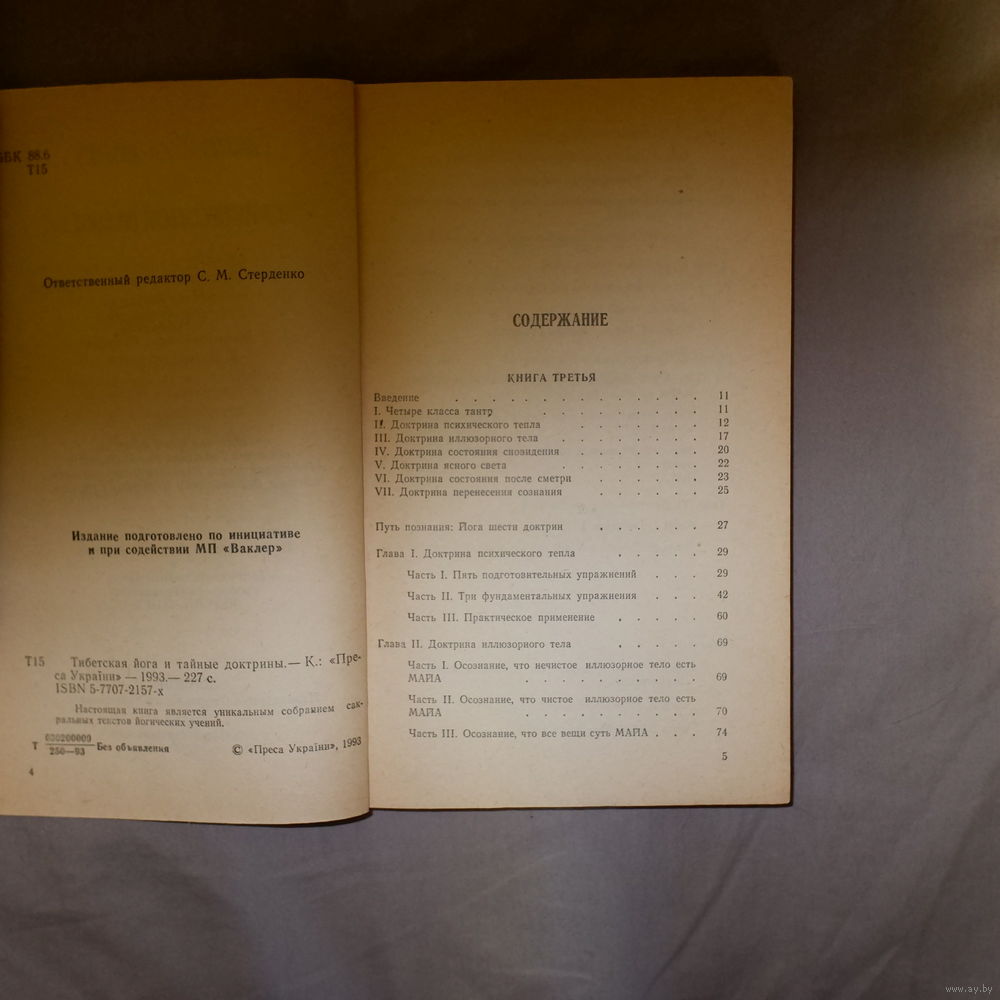 ББК 88.6
Т15
Ответственный редактор С. М. Стерденко
Издание подготовлено по инициативе
и при содействии МП «Ваклер»
Т15 Тибетская йога и тайные доктрины.— К.: «Пре-
са України» — 1993.— 227 с.
ISBN 5-7707-2157-х
Настоящая книга является уникальным собранием сак-
ральных текстов йогических учений.
Т 030200000/250—93 Без объявления
© «Преса України», 1993
4
СОДЕРЖАНИЕ
КНИГА ТРЕТЬЯ
Введение . . . . . . . . . . . . . 11
I. Четыре класса тантр . . . . . . . . . 11
II. Доктрина психического тепла . . . . . . . 12
III. Доктрина иллюзорного тела . . . . . . . . 17
IV. Доктрина состояния сновидения . . . . . . . 20
V. Доктрина ясного света . . . . . . . . 22
VI. Доктрина состояния после сметри . . . . . . 23
VII. Доктрина перенесения сознания . . . . . . 25
Путь познания: Йога шести доктрин . . . . . . 27
Глава I. Доктрина психического тепла . . . . . 29
Часть I. Пять подготовительных упражнений . . . 29
Часть II. Три фундаментальных упражнения . . . 42
Часть III. Практическое применение . . . . . 60
Глава II. Доктрина иллюзорного тела . . . . . 69
Часть I. Осознание, что нечистое иллюзорное тело есть
МАЙА . . . . . . . . . . 69
Часть II. Осознание, что чистое иллюзорное тело есть
МАЙА . . . . . . . . . . 70
Часть III. Осознание, что все вещи суть МАЙА . . . 74
5
www.ay.by